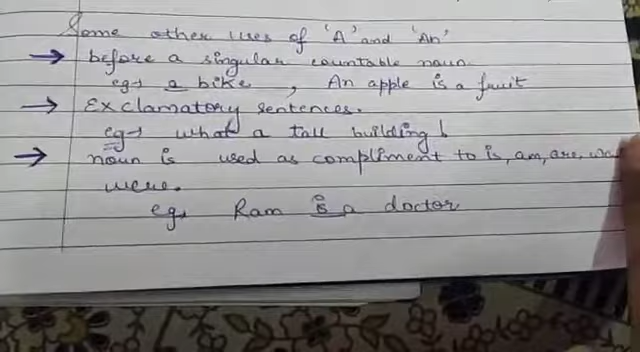 Some other uses of 'A' and 'An'
→ before a singular countable noun.
eg→ a bike , An apple is a fruit
→ Exclamatory sentences.
eg→ what a tall building!
→ noun is used as compliment to is, am, are, was
were.
eg, Ram is a doctor